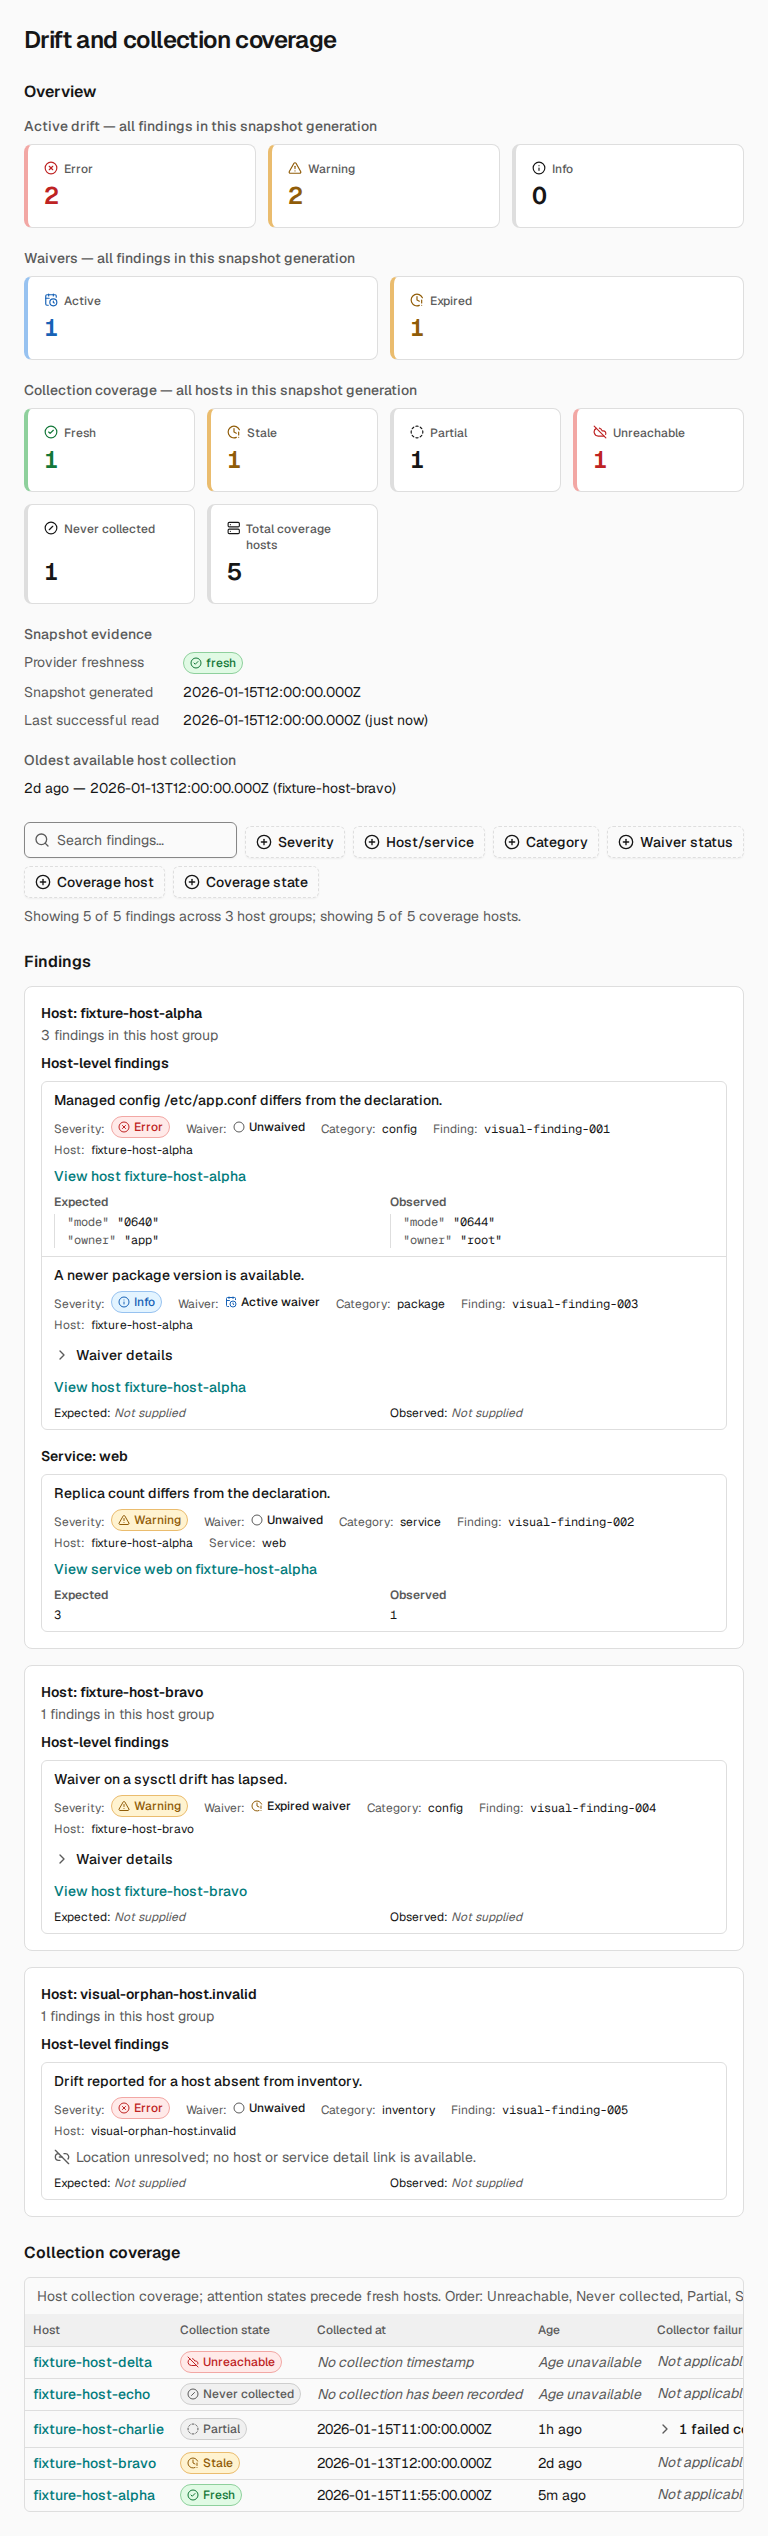 Drift and collection coverage
Overview
Active drift — all findings in this snapshot generation
Error
2
Warning
2
Info
0
Waivers — all findings in this snapshot generation
Active
1
Expired
1
Collection coverage — all hosts in this snapshot generation
Fresh
1
Stale
1
Partial
1
Unreachable
1
Never collected
1
Total coverage
hosts
5
Snapshot evidence
Provider freshness fresh
Snapshot generated 2026-01-15T12:00:00.000Z
Last successful read 2026-01-15T12:00:00.000Z (just now)
Oldest available host collection
2d ago — 2026-01-13T12:00:00.000Z (fixture-host-bravo)
Search findings... Severity Host/service Category Waiver status
Coverage host Coverage state
Showing 5 of 5 findings across 3 host groups; showing 5 of 5 coverage hosts.
Findings
Host: fixture-host-alpha
3 findings in this host group
Host-level findings
Managed config /etc/app.conf differs from the declaration.
Severity: Error Waiver: Unwaived Category: config Finding: visual-finding-001
Host: fixture-host-alpha
View host fixture-host-alpha
Expected Observed
"mode" "0640" "mode" "0644"
"owner" "app" "owner" "root"
A newer package version is available.
Severity: Info Waiver: Active waiver Category: package Finding: visual-finding-003
Host: fixture-host-alpha
Waiver details
View host fixture-host-alpha
Expected: Not supplied Observed: Not supplied
Service: web
Replica count differs from the declaration.
Severity: Warning Waiver: Unwaived Category: service Finding: visual-finding-002
Host: fixture-host-alpha Service: web
View service web on fixture-host-alpha
Expected Observed
3 1
Host: fixture-host-bravo
1 findings in this host group
Host-level findings
Waiver on a sysctl drift has lapsed.
Severity: Warning Waiver: Expired waiver Category: config Finding: visual-finding-004
Host: fixture-host-bravo
Waiver details
View host fixture-host-bravo
Expected: Not supplied Observed: Not supplied
Host: visual-orphan-host.invalid
1 findings in this host group
Host-level findings
Drift reported for a host absent from inventory.
Severity: Error Waiver: Unwaived Category: inventory Finding: visual-finding-005
Host: visual-orphan-host.invalid
Location unresolved; no host or service detail link is available.
Expected: Not supplied Observed: Not supplied
Collection coverage
Host collection coverage; attention states precede fresh hosts. Order: Unreachable, Never collected, Partial, S
Host Collection state Collected at Age Collector failur
fixture-host-delta Unreachable No collection timestamp Age unavailable Not applicabl
fixture-host-echo Never collected No collection has been recorded Age unavailable Not applicabl
fixture-host-charlie Partial 2026-01-15T11:00:00.000Z 1h ago 1 failed co
fixture-host-bravo Stale 2026-01-13T12:00:00.000Z 2d ago Not applicabl
fixture-host-alpha Fresh 2026-01-15T11:55:00.000Z 5m ago Not applicabl